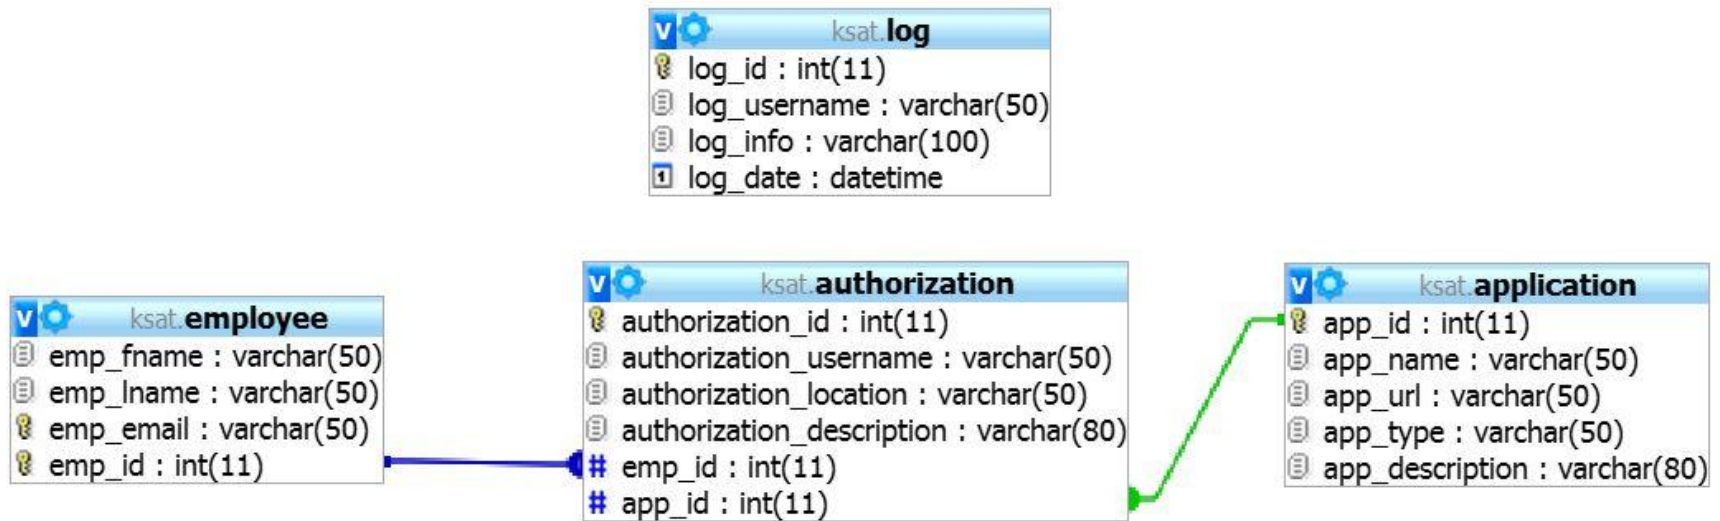 v ksat.log
log_id : int(11)
log_username : varchar(50)
log_info : varchar(100)
1 log_date : datetime
v ksat.employee
emp_fname : varchar(50)
emp_lname : varchar(50)
emp_email : varchar(50)
emp_id : int(11)
v ksat.authorization
authorization_id : int(11)
authorization_username : varchar(50)
authorization_location : varchar(50)
authorization_description : varchar(80)
# emp_id : int(11)
# app_id : int(11)
v ksat.application
app_id : int(11)
app_name : varchar(50)
app_url : varchar(50)
app_type : varchar(50)
app_description : varchar(80)